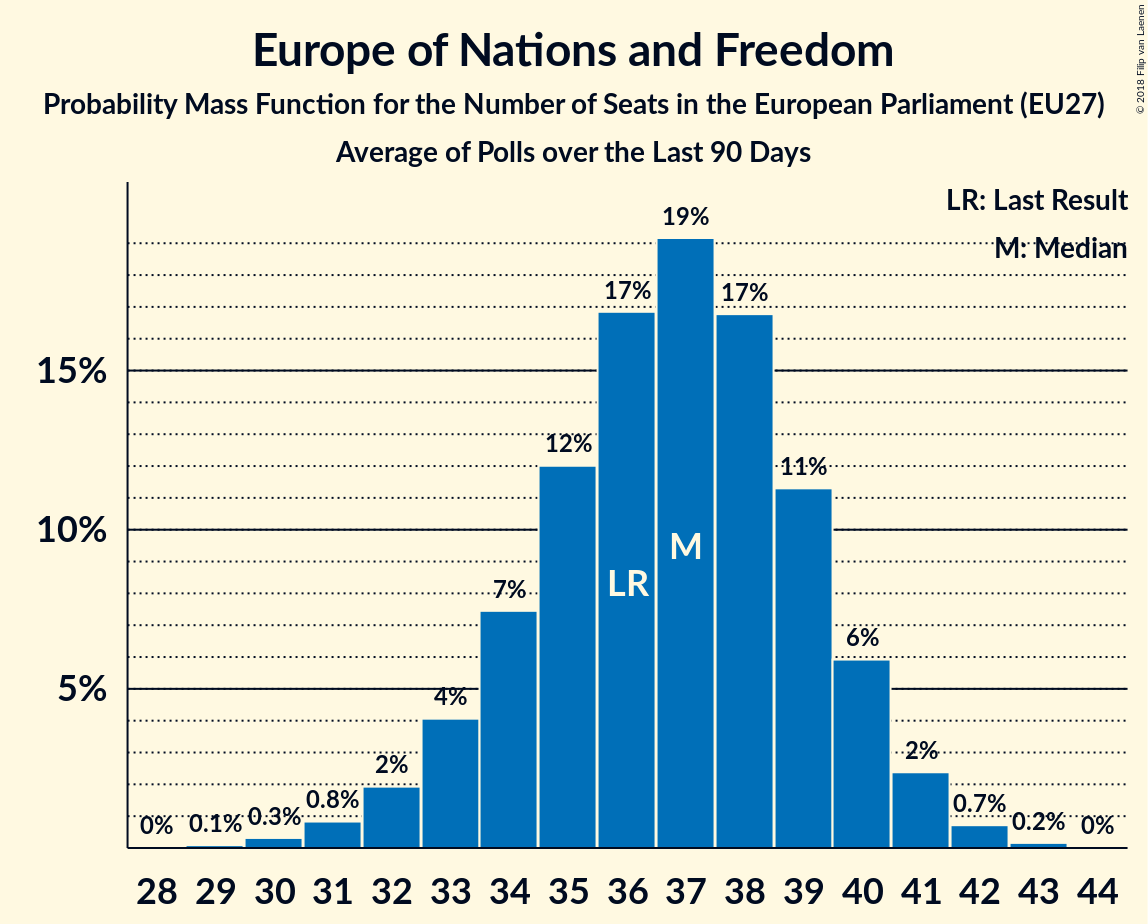 Europe of Nations and Freedom
Probability Mass Function for the Number of Seats in the European Parliament (EU27)
Average of Polls over the Last 90 Days
© 2018 Filip van Laenen
LR: Last Result
M: Median
15%
10%
5%
0%
0.1%
0.3%
0.8%
2%
4%
7%
12%
17%
19%
17%
11%
6%
2%
0.7%
0.2%
0%
LR
M
28 29 30 31 32 33 34 35 36 37 38 39 40 41 42 43 44